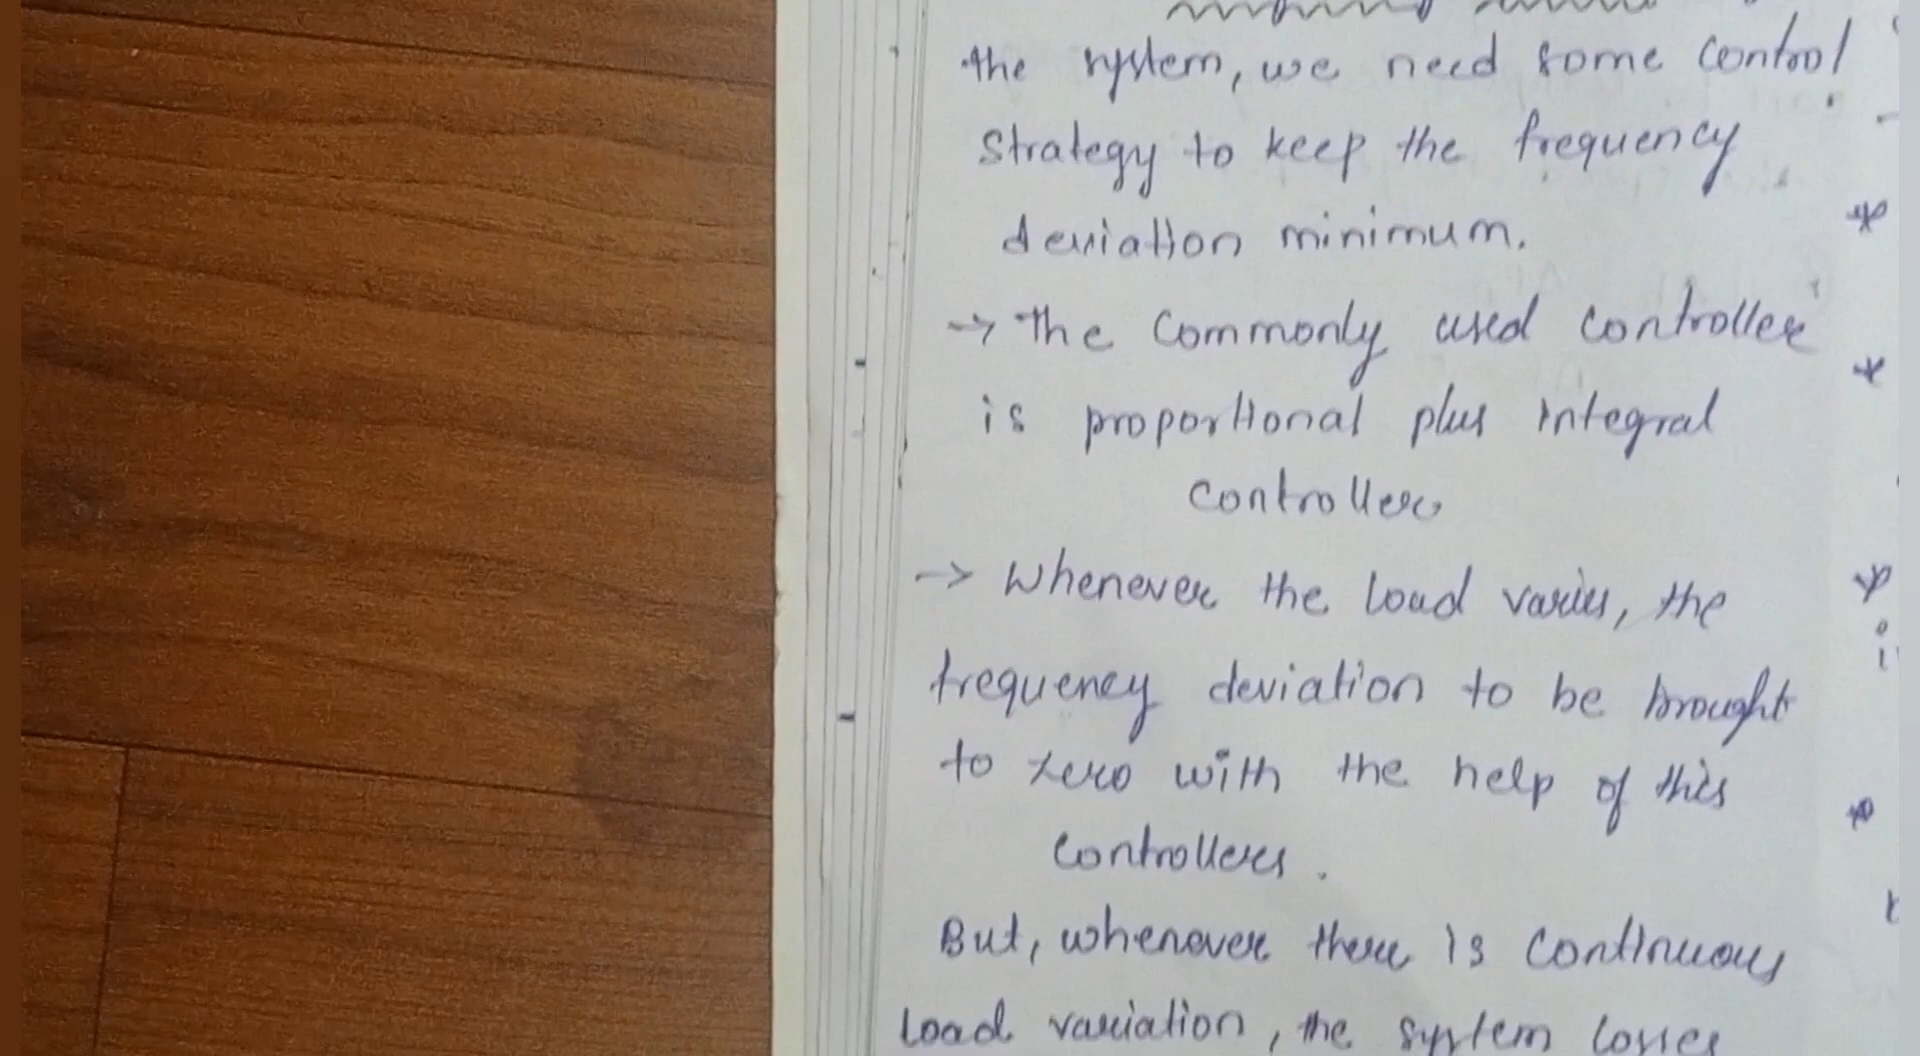 the system, we need some control
strategy to keep the frequency
deviation minimum.
→ the commonly used controller
is proportional plus integral
controller
→ Whenever the load varies, the
frequency deviation to be brought
to zero with the help of this
controllers.
But, whenever there is continuous
load variation, the system losses